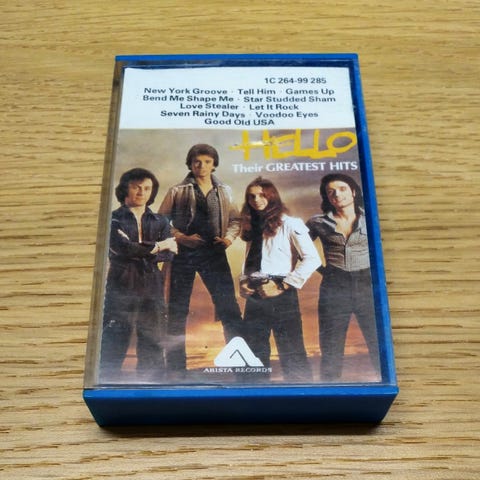 1C 264-99 285
New York Groove · Tell Him · Games Up
Bend Me Shape Me · Star Studded Sham
Love Stealer · Let It Rock
Seven Rainy Days · Voodoo Eyes
Good Old USA
HELLO
Their GREATEST HITS
ARISTA RECORDS